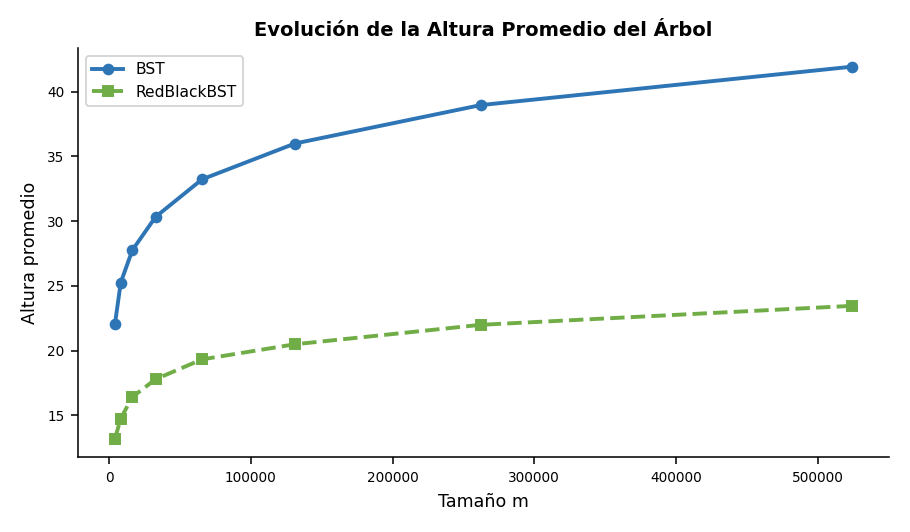 Evolución de la Altura Promedio del Árbol
BST
RedBlackBST
Altura promedio
40
35
30
25
20
15
0
100000
200000
300000
400000
500000
Tamaño m